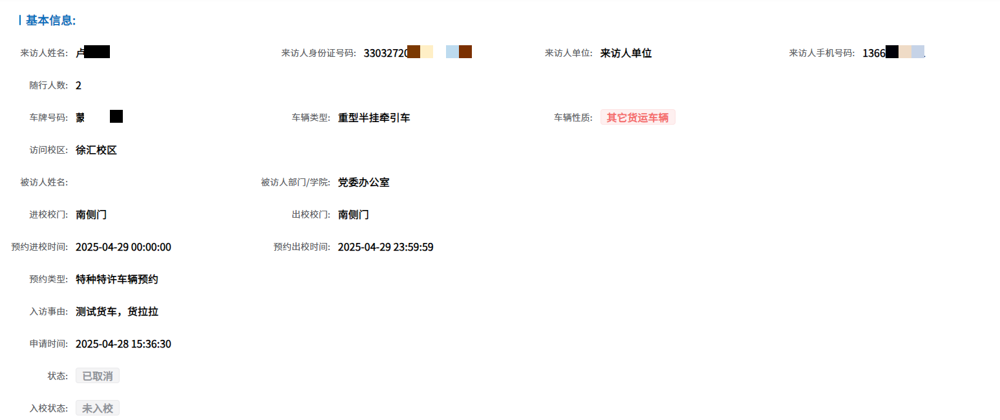 基本信息:
来访人姓名: 卢 来访人身份证号码: 33032720 来访人单位: 来访人单位 来访人手机号码: 1366
随行人数: 2
车牌号码: 蒙 车辆类型: 重型半挂牵引车 车辆性质: 其它货运车辆
访问校区: 徐汇校区
被访人姓名: 被访人部门/学院: 党委办公室
进校校门: 南侧门 出校校门: 南侧门
预约进校时间: 2025-04-29 00:00:00 预约出校时间: 2025-04-29 23:59:59
预约类型: 特种特许车辆预约
入访事由: 测试货车，货拉拉
申请时间: 2025-04-28 15:36:30
状态: 已取消
入校状态: 未入校